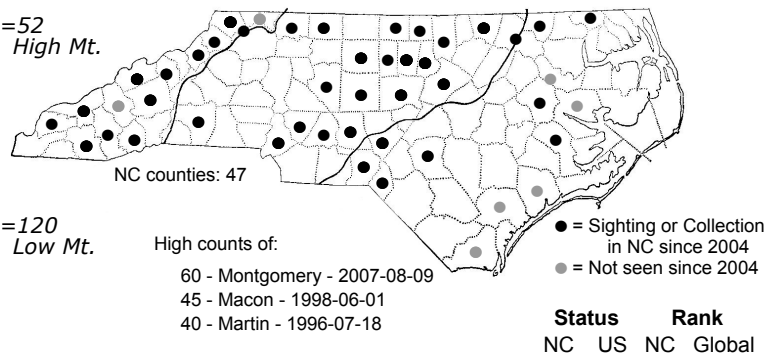 =52
High Mt.
NC counties: 47
=120
Low Mt.
High counts of:
60 - Montgomery - 2007-08-09
45 - Macon - 1998-06-01
40 - Martin - 1996-07-18
= Sighting or Collection
in NC since 2004
= Not seen since 2004
Status Rank
NC US NC Global